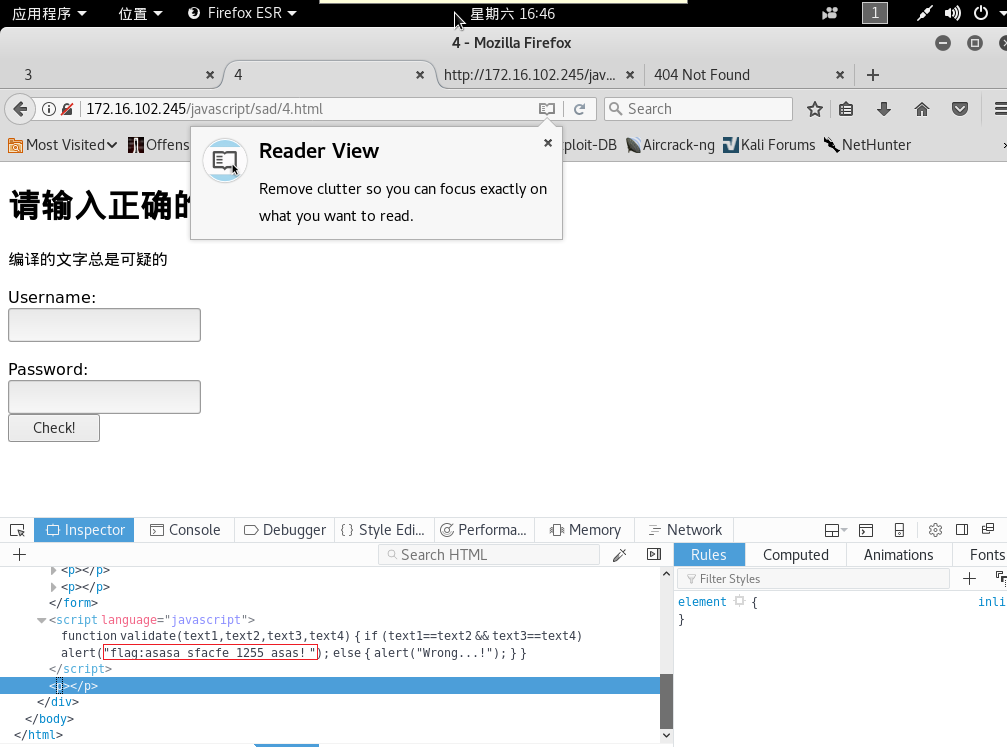 应用程序 位置 Firefox ESR 星期六 16:46 1
4 - Mozilla Firefox
3 4 http://172.16.102.245/jav... 404 Not Found
172.16.102.245/javascript/sad/4.html Search
Most Visited Offens ploit-DB Aircrack-ng Kali Forums NetHunter
Reader View
Remove clutter so you can focus exactly on
what you want to read.
请输入正确的
编译的文字总是可疑的
Username:
Password:
Check!
Inspector Console Debugger Style Edi... Performa... Memory Network
Search HTML Rules Computed Animations Fonts
Filter Styles
<p></p>
<p></p>
</form>
<script language="javascript">
function validate(text1,text2,text3,text4) { if (text1==text2 && text3==text4)
alert("flag:asasa sfacfe 1255 asas! "); else { alert("Wrong...!"); } }
</script>
<p></p>
</div>
</body>
</html>
element { inli
}